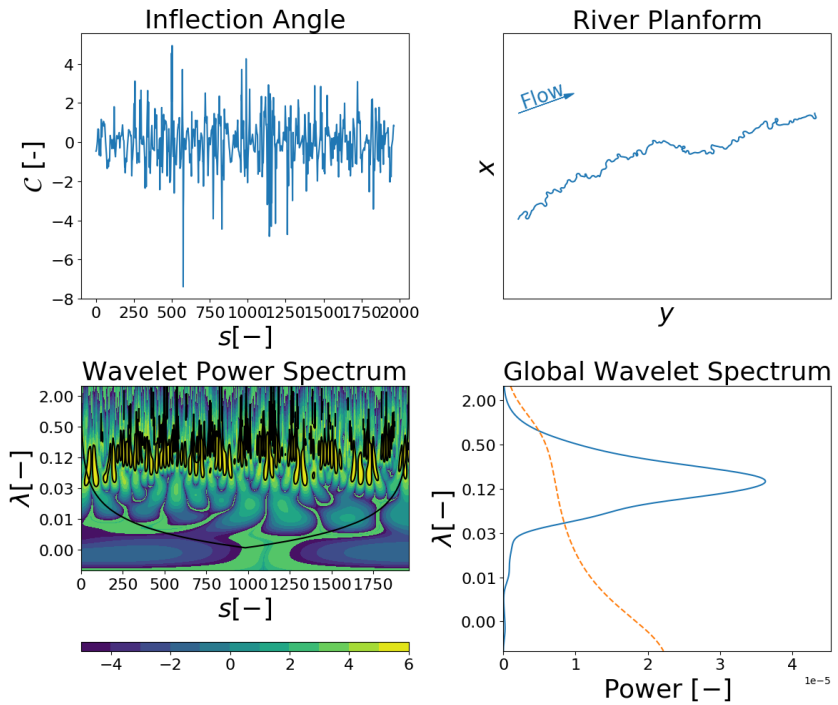 Inflection Angle
River Planform
4
2
0
−2
−4
−6
−8
C [-]
0 250 500 750 1000 1250 1500 1750 2000
s[−]
Flow
x
y
Wavelet Power Spectrum
Global Wavelet Spectrum
2.00
0.50
0.12
0.03
0.01
0.00
λ[−]
0 250 500 750 1000 1250 1500 1750
s[−]
−4 −2 0 2 4 6
2.00
0.50
0.12
0.03
0.01
0.00
λ[−]
0 1 2 3 4
1e−5
Power [−]